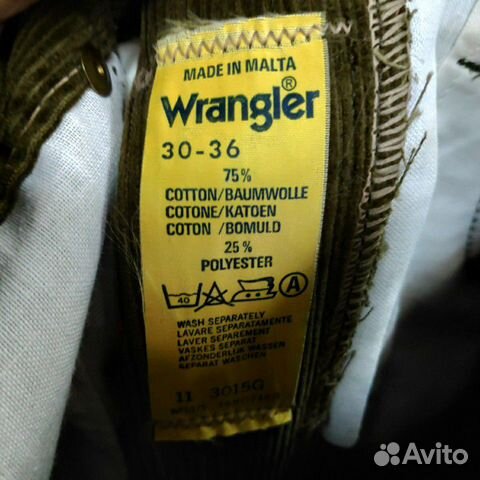 MADE IN MALTA
Wrangler®
30-36
75%
COTTON/BAUMWOLLE
COTONE/KATOEN
COTON /BOMULD
25%
POLYESTER
40 A
WASH SEPARATELY
LAVARE SEPARATAMENTE
LAVER SEPAREMENT
VASKES SEPARAT
AFZONDERLIJK WASSEN
SEPARAT WASCHEN
11 3015G
Avito